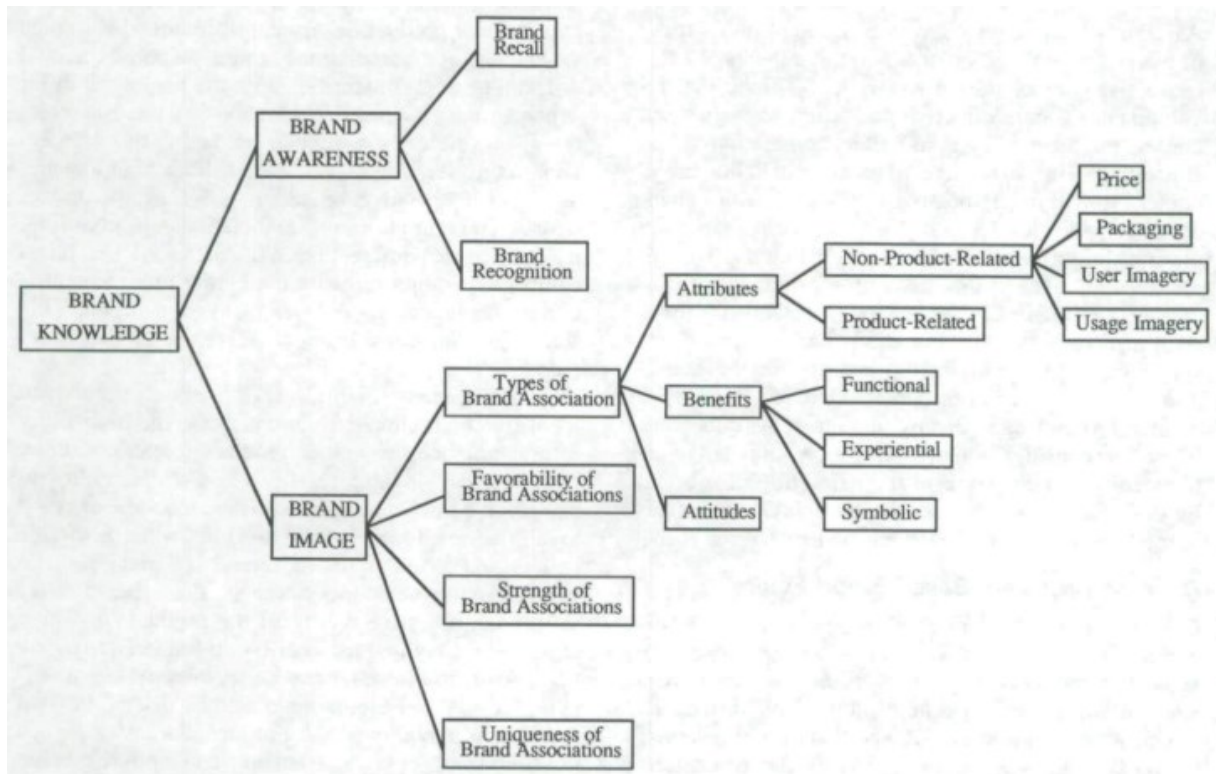 Brand
Recall
BRAND
AWARENESS
Brand
Recognition
BRAND
KNOWLEDGE
Types of
Brand Association
Favorability of
Brand Associations
BRAND
IMAGE
Strength of
Brand Associations
Uniqueness of
Brand Associations
Attributes
Benefits
Attitudes
Non-Product-Related
Product-Related
Functional
Experiential
Symbolic
Price
Packaging
User Imagery
Usage Imagery